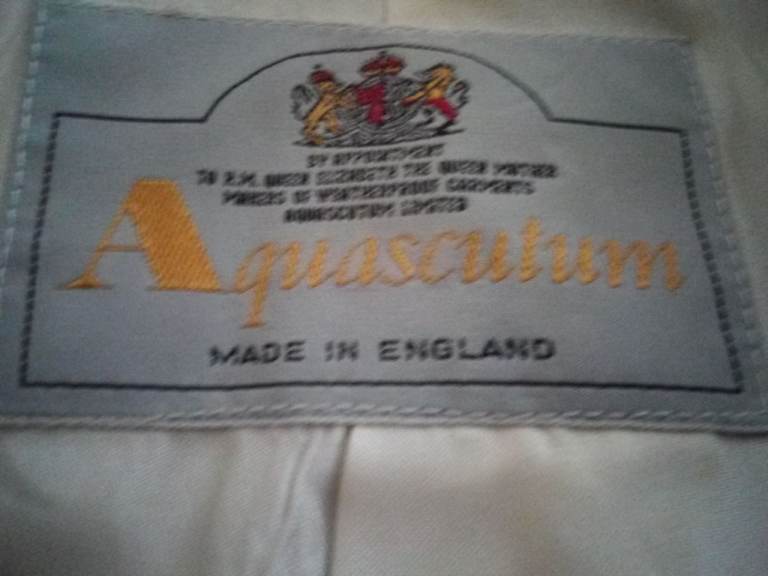 BY APPOINTMENT
TO H.M. QUEEN ELIZABETH THE QUEEN MOTHER
MAKERS OF WEATHERPROOF GARMENTS
AQUASCUTUM LIMITED
Aquascutum
MADE IN ENGLAND